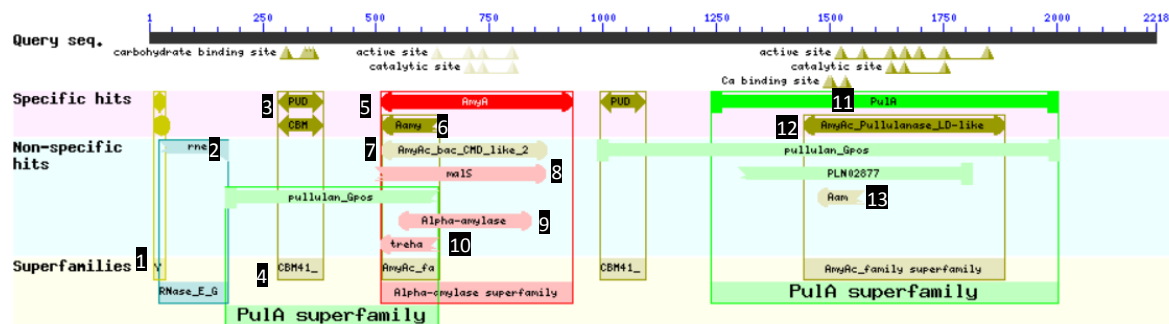 1 250 500 750 1000 1250 1500 1750 2000 2218
Query seq.
carbohydrate binding site active site active site
catalytic site catalytic site
Ca binding site
Specific hits 3 PUD 5 AmyA PUD 11 PulA
CBM Aamy 6 12 AmyAc_Pullulanase_LD-like
Non-specific hits rne 2 7 AmyAc_bac_CMD_like_2 pullulan_Gpos
malS 8 PLN02877
pullulan_Gpos Aam 13
Alpha-amylase 9
treha 10
Superfamilies 1 Y 4 CBM41_ AmyAc_fa CBM41_ AmyAc_family superfamily
RNase_E_G Alpha-amylase superfamily PulA superfamily
PulA superfamily